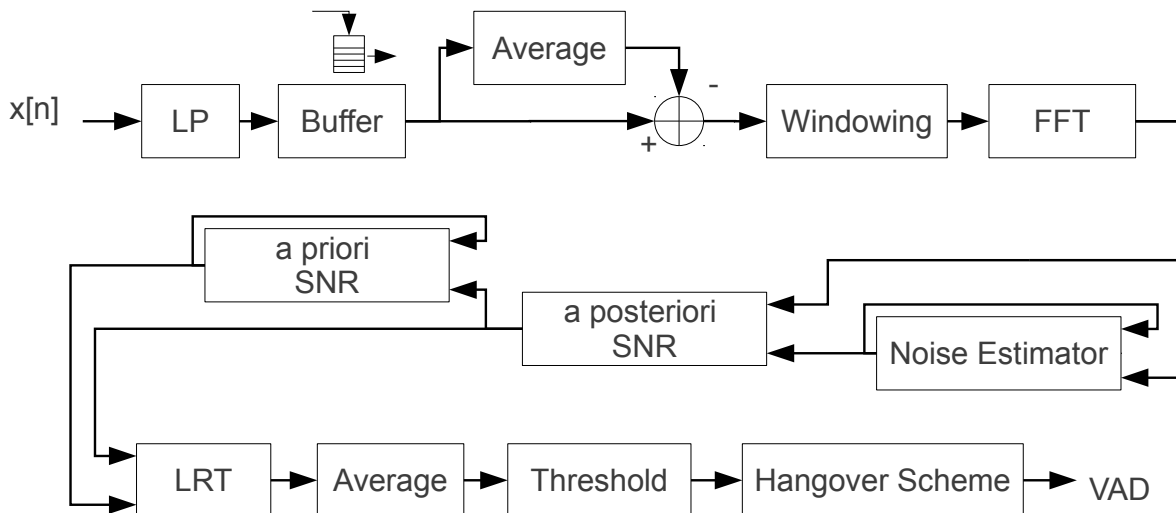 Average
-
x[n]
LP
Buffer
+
Windowing
FFT
a priori
SNR
a posteriori
SNR
Noise Estimator
LRT
Average
Threshold
Hangover Scheme
VAD